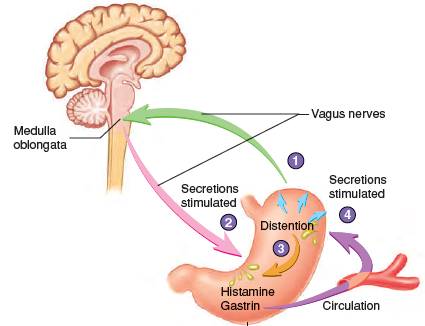 Vagus nerves
Medulla
oblongata
1
Secretions
stimulated
2
Secretions
stimulated
4
Distention
3
Histamine
Gastrin
Circulation